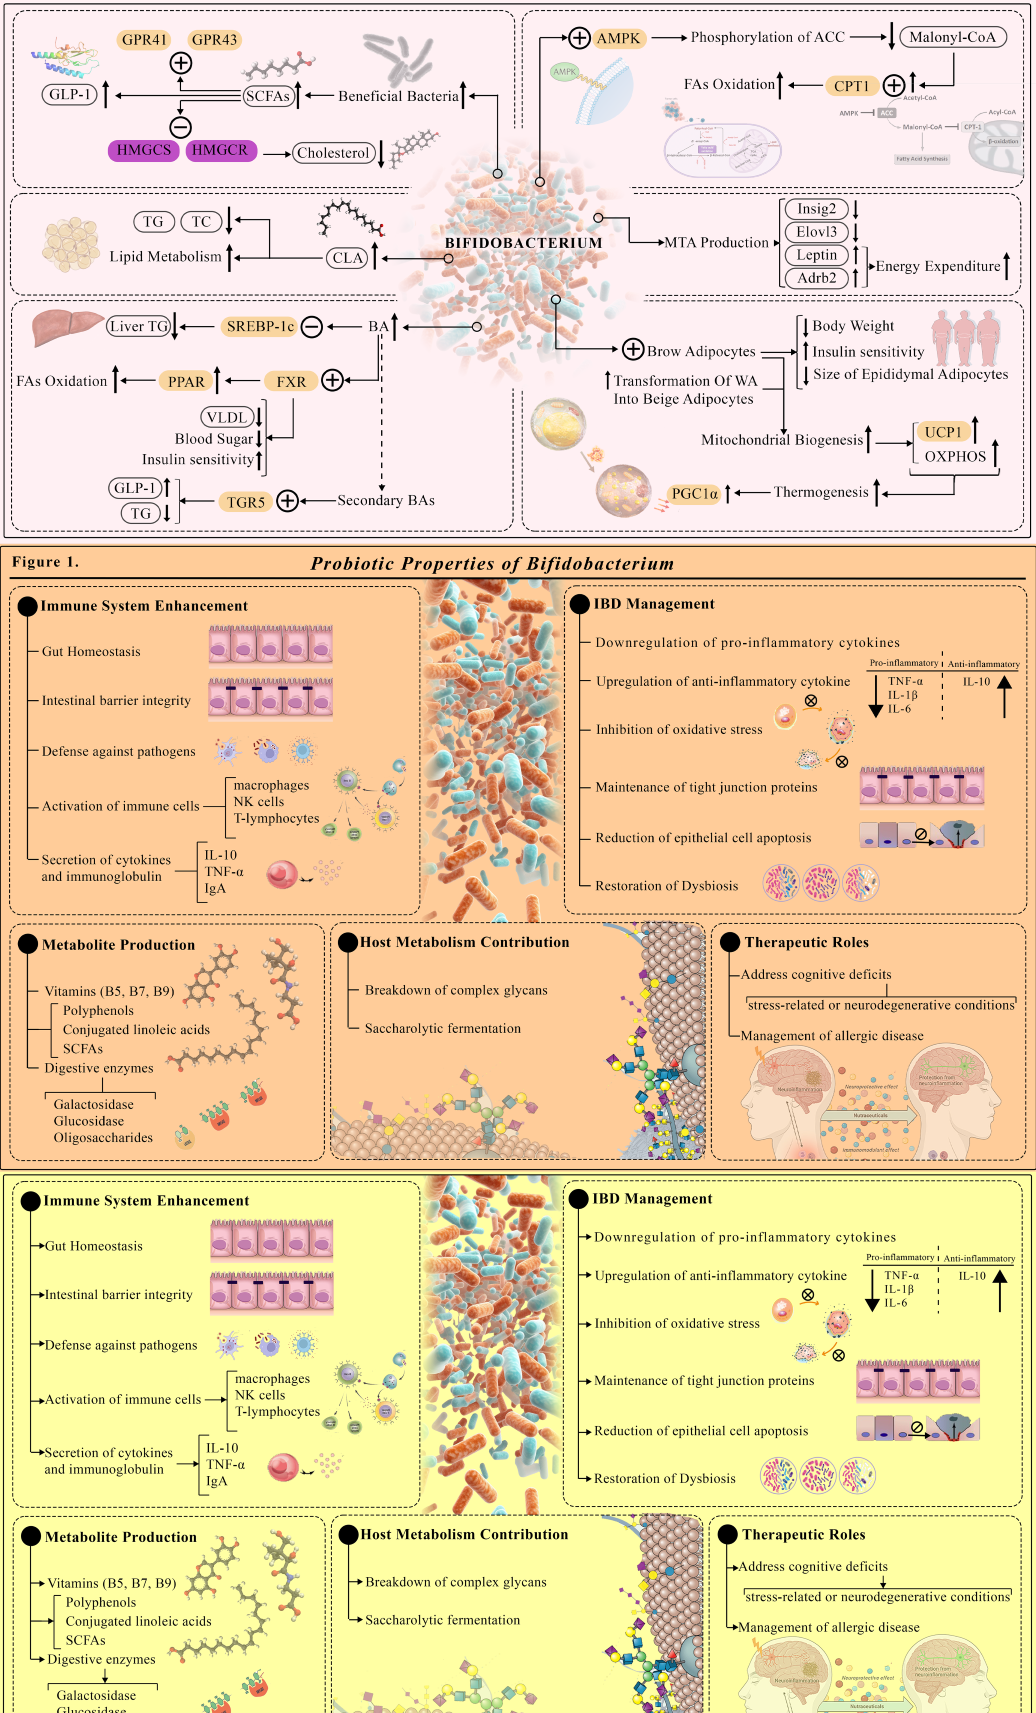 GPR41 GPR43
GLP-1 SCFAs Beneficial Bacteria
HMGCS HMGCR Cholesterol
AMPK Phosphorylation of ACC Malonyl-CoA
AMPK
FAs Oxidation CPT1
Acetyl-CoA
AMPK ACC Acyl-CoA
Malonyl-CoA CPT-1
β-oxidation
Fatty Acid Synthesis
TG TC
Lipid Metabolism CLA
BIFIDOBACTERIUM
MTA Production
Insig2
Elovl3
Leptin
Adrb2
Energy Expenditure
Liver TG SREBP-1c BA
FAs Oxidation PPAR FXR
VLDL
Blood Sugar
Insulin sensitivity
GLP-1
TG
TGR5 Secondary BAs
Brow Adipocytes
Body Weight
Insulin sensitivity
Size of Epididymal Adipocytes
Transformation Of WA
Into Beige Adipocytes
Mitochondrial Biogenesis
UCP1
OXPHOS
PGC1α Thermogenesis
Figure 1. Probiotic Properties of Bifidobacterium
Immune System Enhancement
Gut Homeostasis
Intestinal barrier integrity
Defense against pathogens
Activation of immune cells
macrophages
NK cells
T-lymphocytes
Secretion of cytokines
and immunoglobulin
IL-10
TNF-α
IgA
IBD Management
Downregulation of pro-inflammatory cytokines
Upregulation of anti-inflammatory cytokine
Pro-inflammatory Anti-inflammatory
TNF-α IL-10
IL-1β
IL-6
Inhibition of oxidative stress
Maintenance of tight junction proteins
Reduction of epithelial cell apoptosis
Restoration of Dysbiosis
Metabolite Production
Vitamins (B5, B7, B9)
Polyphenols
Conjugated linoleic acids
SCFAs
Digestive enzymes
Galactosidase
Glucosidase
Oligosaccharides
Host Metabolism Contribution
Breakdown of complex glycans
Saccharolytic fermentation
Therapeutic Roles
Address cognitive deficits
stress-related or neurodegenerative conditions
Management of allergic disease
Neuroinflammation
Neuroprotective effect
Protection from
neuroinflammation
Nutraceuticals
Immunomodulant effect
Immune System Enhancement
Gut Homeostasis
Intestinal barrier integrity
Defense against pathogens
Activation of immune cells
macrophages
NK cells
T-lymphocytes
Secretion of cytokines
and immunoglobulin
IL-10
TNF-α
IgA
IBD Management
Downregulation of pro-inflammatory cytokines
Upregulation of anti-inflammatory cytokine
Pro-inflammatory Anti-inflammatory
TNF-α IL-10
IL-1β
IL-6
Inhibition of oxidative stress
Maintenance of tight junction proteins
Reduction of epithelial cell apoptosis
Restoration of Dysbiosis
Metabolite Production
Vitamins (B5, B7, B9)
Polyphenols
Conjugated linoleic acids
SCFAs
Digestive enzymes
Galactosidase
Glucosidase
Host Metabolism Contribution
Breakdown of complex glycans
Saccharolytic fermentation
Therapeutic Roles
Address cognitive deficits
stress-related or neurodegenerative conditions
Management of allergic disease
Neuroinflammation
Neuroprotective effect
Protection from
neuroinflammation
Nutraceuticals